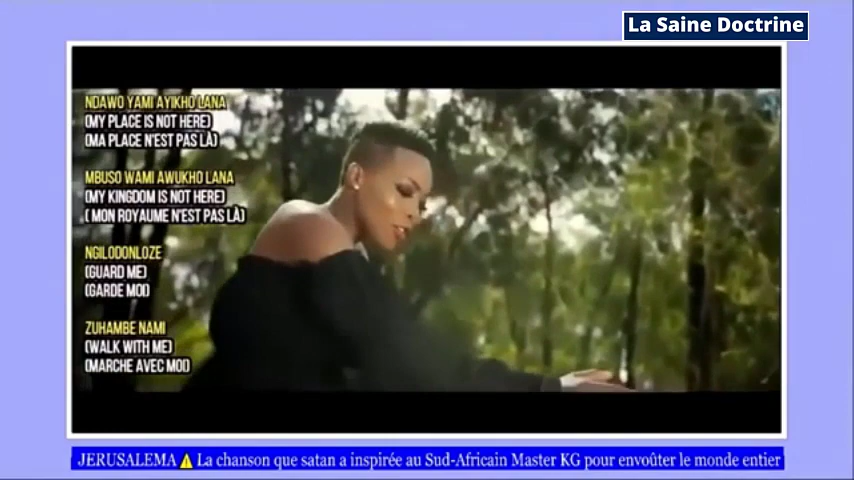 La Saine Doctrine
NDAWO YAMI AYIKHO LANA
(MY PLACE IS NOT HERE)
(MA PLACE N'EST PAS LÀ)
MBUSO WAMI AWUKHO LANA
(MY KINGDOM IS NOT HERE)
( MON ROYAUME N'EST PAS LÀ)
NGILODONLOZE
(GUARD ME)
(GARDE MOI)
ZUHAMBE NAMI
(WALK WITH ME)
(MARCHE AVEC MOI)
JERUSALEMA⚠️ La chanson que satan a inspirée au Sud-Africain Master KG pour envoûter le monde entier